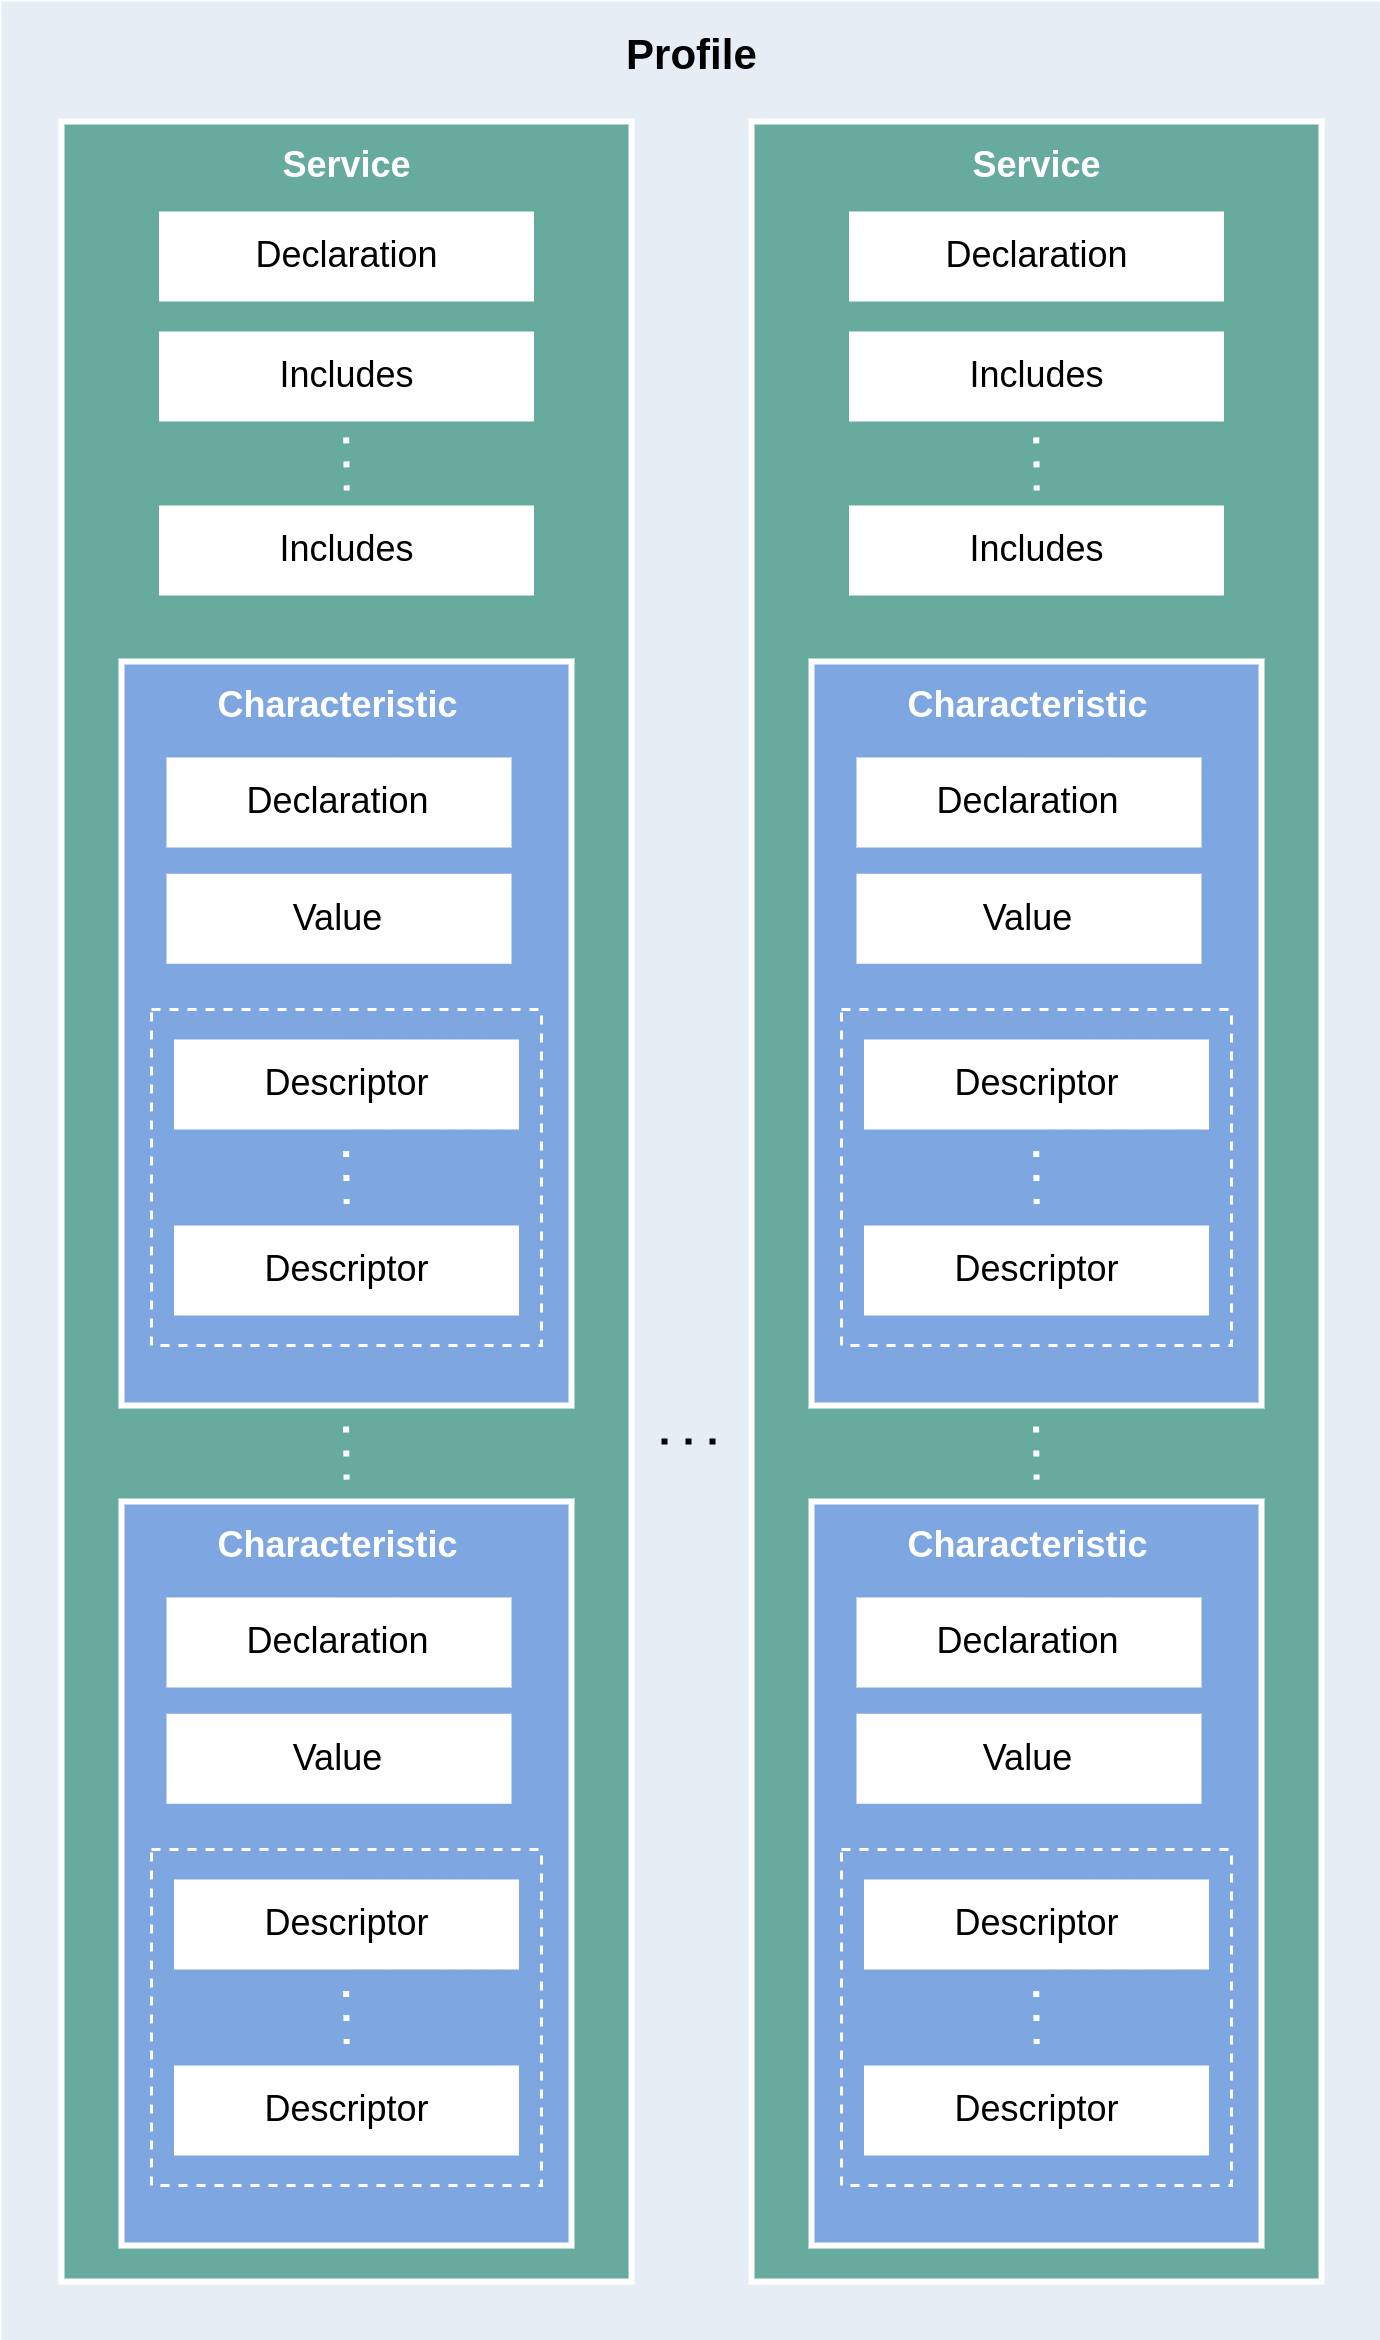 Profile
Service
Declaration
Includes
. . .
Includes
Characteristic
Declaration
Value
Descriptor
. . .
Descriptor
. . .
Characteristic
Declaration
Value
Descriptor
. . .
Descriptor
. . .
Service
Declaration
Includes
. . .
Includes
Characteristic
Declaration
Value
Descriptor
. . .
Descriptor
. . .
Characteristic
Declaration
Value
Descriptor
. . .
Descriptor